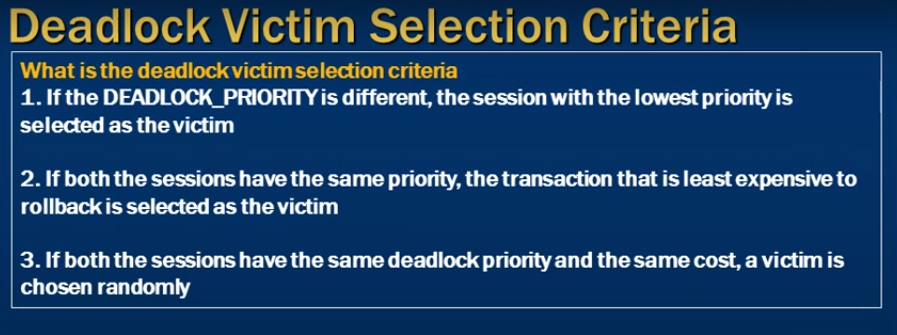 Deadlock Victim Selection Criteria
What is the deadlock victim selection criteria
1. If the DEADLOCK_PRIORITY is different, the session with the lowest priority is
selected as the victim
2. If both the sessions have the same priority, the transaction that is least expensive to
rollback is selected as the victim
3. If both the sessions have the same deadlock priority and the same cost, a victim is
chosen randomly